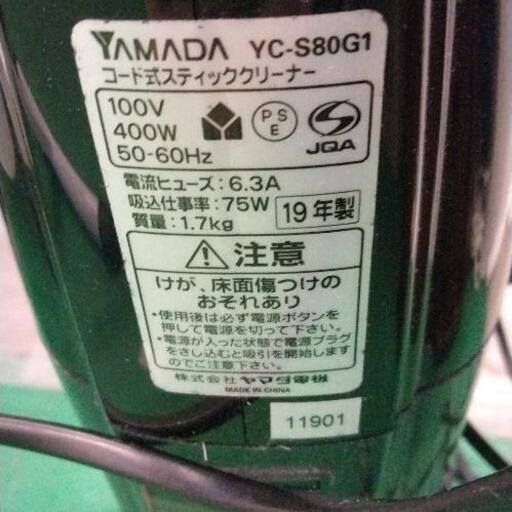 YAMADA YC-S80G1
コード式スティッククリーナー
100V
400W
50-60Hz
PSE
JQA
電流ヒューズ：6.3A
吸込仕事率：75W
質量：1.7kg
19年製
注意
けが、床面傷つけの
おそれあり
・使用後は必ず電源ボタンを
押して電源を切って下さい。
・電源が入った状態で電源プラグ
をさし込むと吸引を開始します
のでご注意下さい。
株式会社ヤマダ電機
MADE IN CHINA
11901